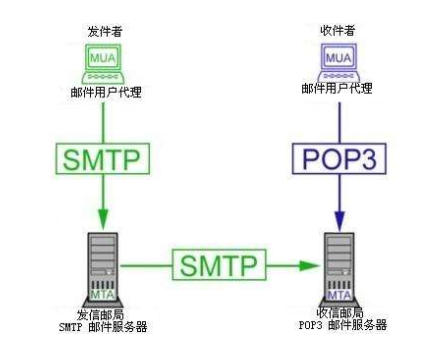 发件者
收件者
MUA
MUA
邮件用户代理
邮件用户代理
SMTP
POP3
SMTP
MTA
MTA
发信邮局
收信邮局
SMTP 邮件服务器
POP3 邮件服务器